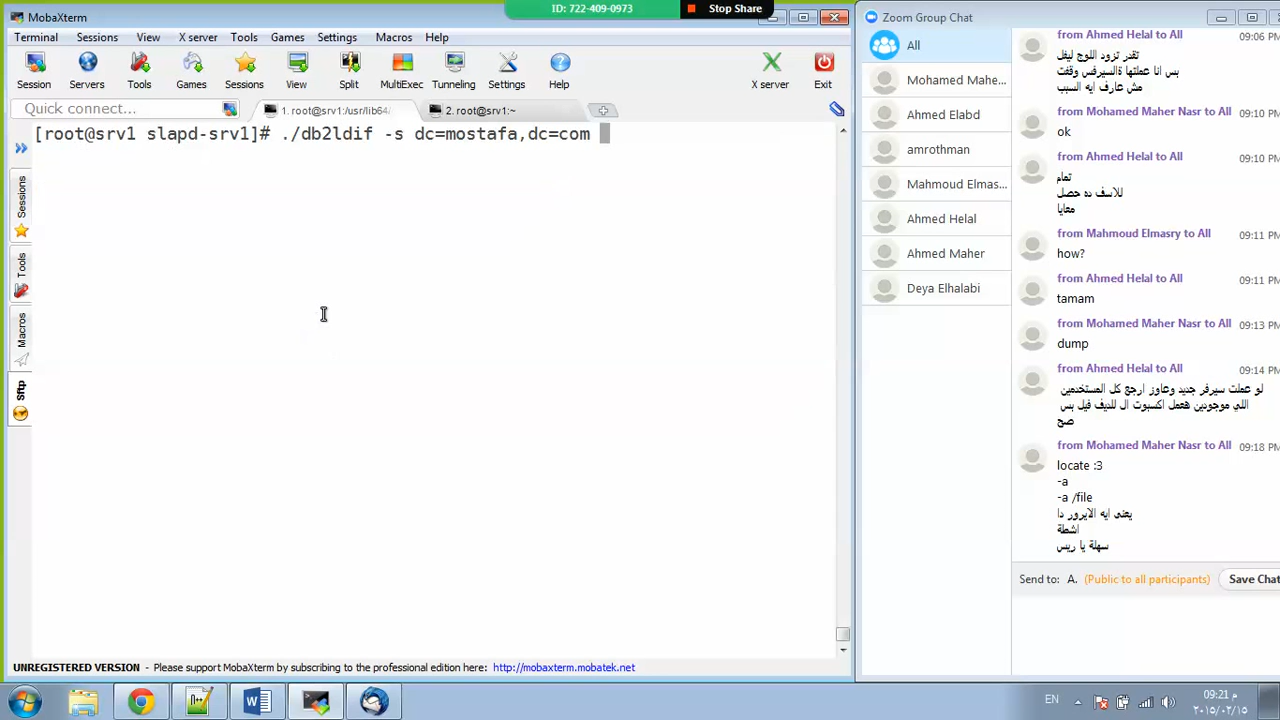 ID: 722-409-0973
Stop Share
MobaXterm
Terminal Sessions View X server Tools Games Settings Macros Help
Session Servers Tools Games Sessions View Split MultiExec Tunneling Settings Help X server Exit
Quick connect...
1. root@srv1:/usr/lib64/
2. root@srv1:~
[root@srv1 slapd-srv1]# ./db2ldif -s dc=mostafa,dc=com
Sessions
Tools
Macros
Sftp
UNREGISTERED VERSION - Please support MobaXterm by subscribing to the professional edition here: http://mobaxterm.mobatek.net
Zoom Group Chat
All
Mohamed Mahe...
Ahmed Elabd
amrothman
Mahmoud Elmas...
Ahmed Helal
Ahmed Maher
Deya Elhalabi
from Ahmed Helal to All 09:06 PM
تقدر تزود اللوج ليفل
بس انا عملتها ةالسيرفس وقفت
مش عارف ايه السبب
from Mohamed Maher Nasr to All 09:10 PM
ok
from Ahmed Helal to All 09:10 PM
تمام
للاسف ده حصل
معايا
from Mahmoud Elmasry to All 09:11 PM
how?
from Ahmed Helal to All 09:11 PM
tamam
from Mohamed Maher Nasr to All 09:13 PM
dump
from Ahmed Helal to All 09:14 PM
لو عملت سيرفر جديد وعاوز ارجع كل المستخدمين
اللي موجودين هعمل اكسبوت ال للديف فيل بس
صح
from Mohamed Maher Nasr to All 09:18 PM
locate :3
-a
-a /file
يعنى ايه الايرور دا
اشطة
سهلة يا ريس
Send to: A. (Public to all participants) Save Chat
EN
09:21 م
٢٠١٥/٠٢/١٥